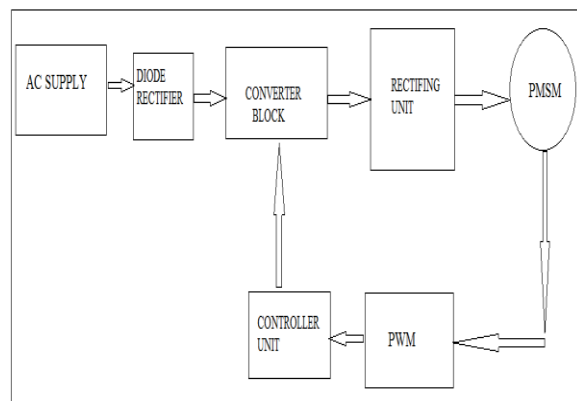 AC SUPPLY
DIODE
RECTIFIER
CONVERTER
BLOCK
RECTIFING
UNIT
PMSM
CONTROLLER
UNIT
PWM